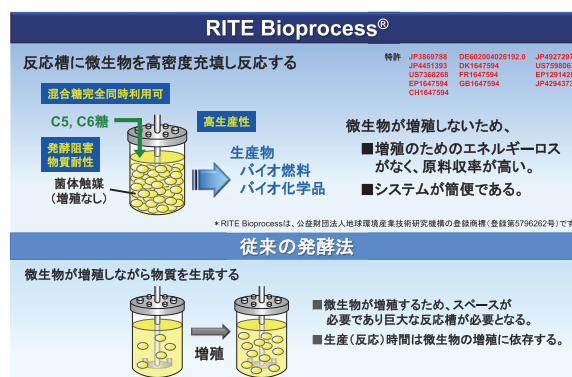 RITE Bioprocess®
反応槽に微生物を高密度充填し反応する
特許 JP3869788 DE602004026192.0 JP4927297
JP4451393 DK1647594
US7368268 FR1647594
EP1647594 GB1647594 JP4294373
CH1647594
混合糖完全同時利用可
C5, C6糖
高生産性
発酵阻害
物質耐性
菌体触媒
(増殖なし)
生産物
バイオ燃料
バイオ化学品
微生物が増殖しないため、
■増殖のためのエネルギーロス
がなく、原料収率が高い。
■システムが簡便である。
＊RITE Bioprocessは、公益財団法人地球環境産業技術研究機構の登録商標(登録第5796262号)です
従来の発酵法
微生物が増殖しながら物質を生成する
増殖
■微生物が増殖するため、スペースが
必要であり巨大な反応槽が必要となる。
■生産(反応)時間は微生物の増殖に依存する。